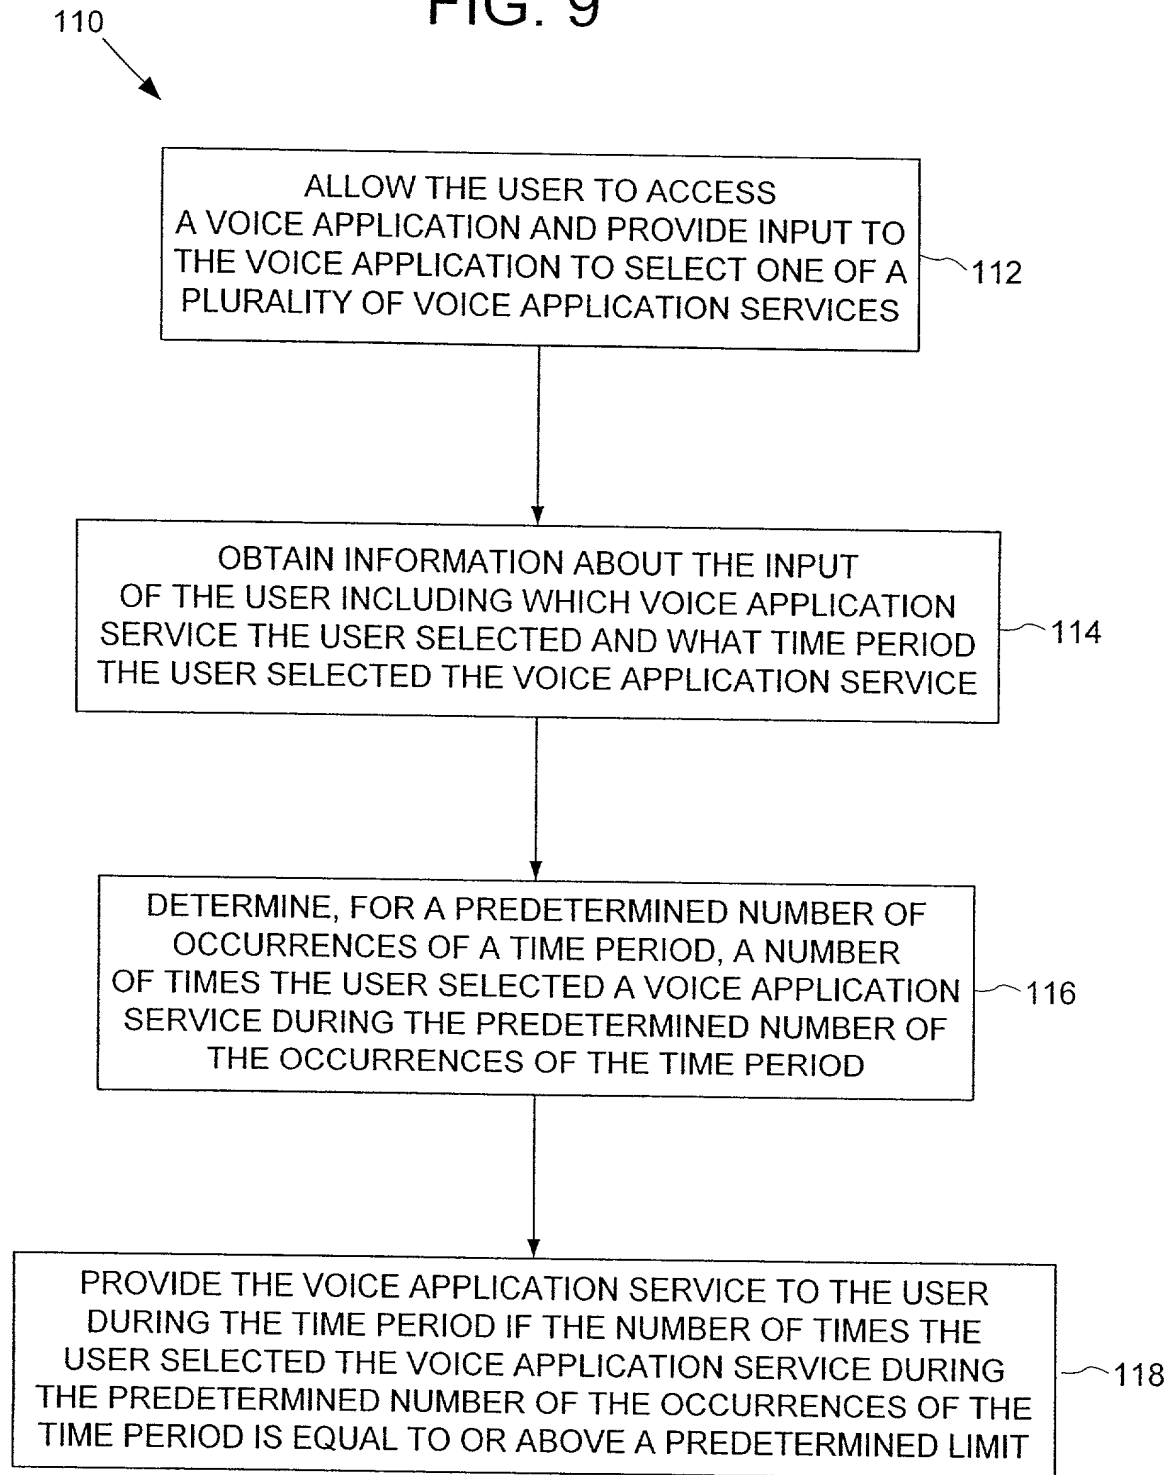 FIG. 9
110
ALLOW THE USER TO ACCESS
A VOICE APPLICATION AND PROVIDE INPUT TO
THE VOICE APPLICATION TO SELECT ONE OF A
PLURALITY OF VOICE APPLICATION SERVICES
112
OBTAIN INFORMATION ABOUT THE INPUT
OF THE USER INCLUDING WHICH VOICE APPLICATION
SERVICE THE USER SELECTED AND WHAT TIME PERIOD
THE USER SELECTED THE VOICE APPLICATION SERVICE
114
DETERMINE, FOR A PREDETERMINED NUMBER OF
OCCURRENCES OF A TIME PERIOD, A NUMBER
OF TIMES THE USER SELECTED A VOICE APPLICATION
SERVICE DURING THE PREDETERMINED NUMBER OF
THE OCCURRENCES OF THE TIME PERIOD
116
PROVIDE THE VOICE APPLICATION SERVICE TO THE USER
DURING THE TIME PERIOD IF THE NUMBER OF TIMES THE
USER SELECTED THE VOICE APPLICATION SERVICE DURING
THE PREDETERMINED NUMBER OF THE OCCURRENCES OF THE
TIME PERIOD IS EQUAL TO OR ABOVE A PREDETERMINED LIMIT
118